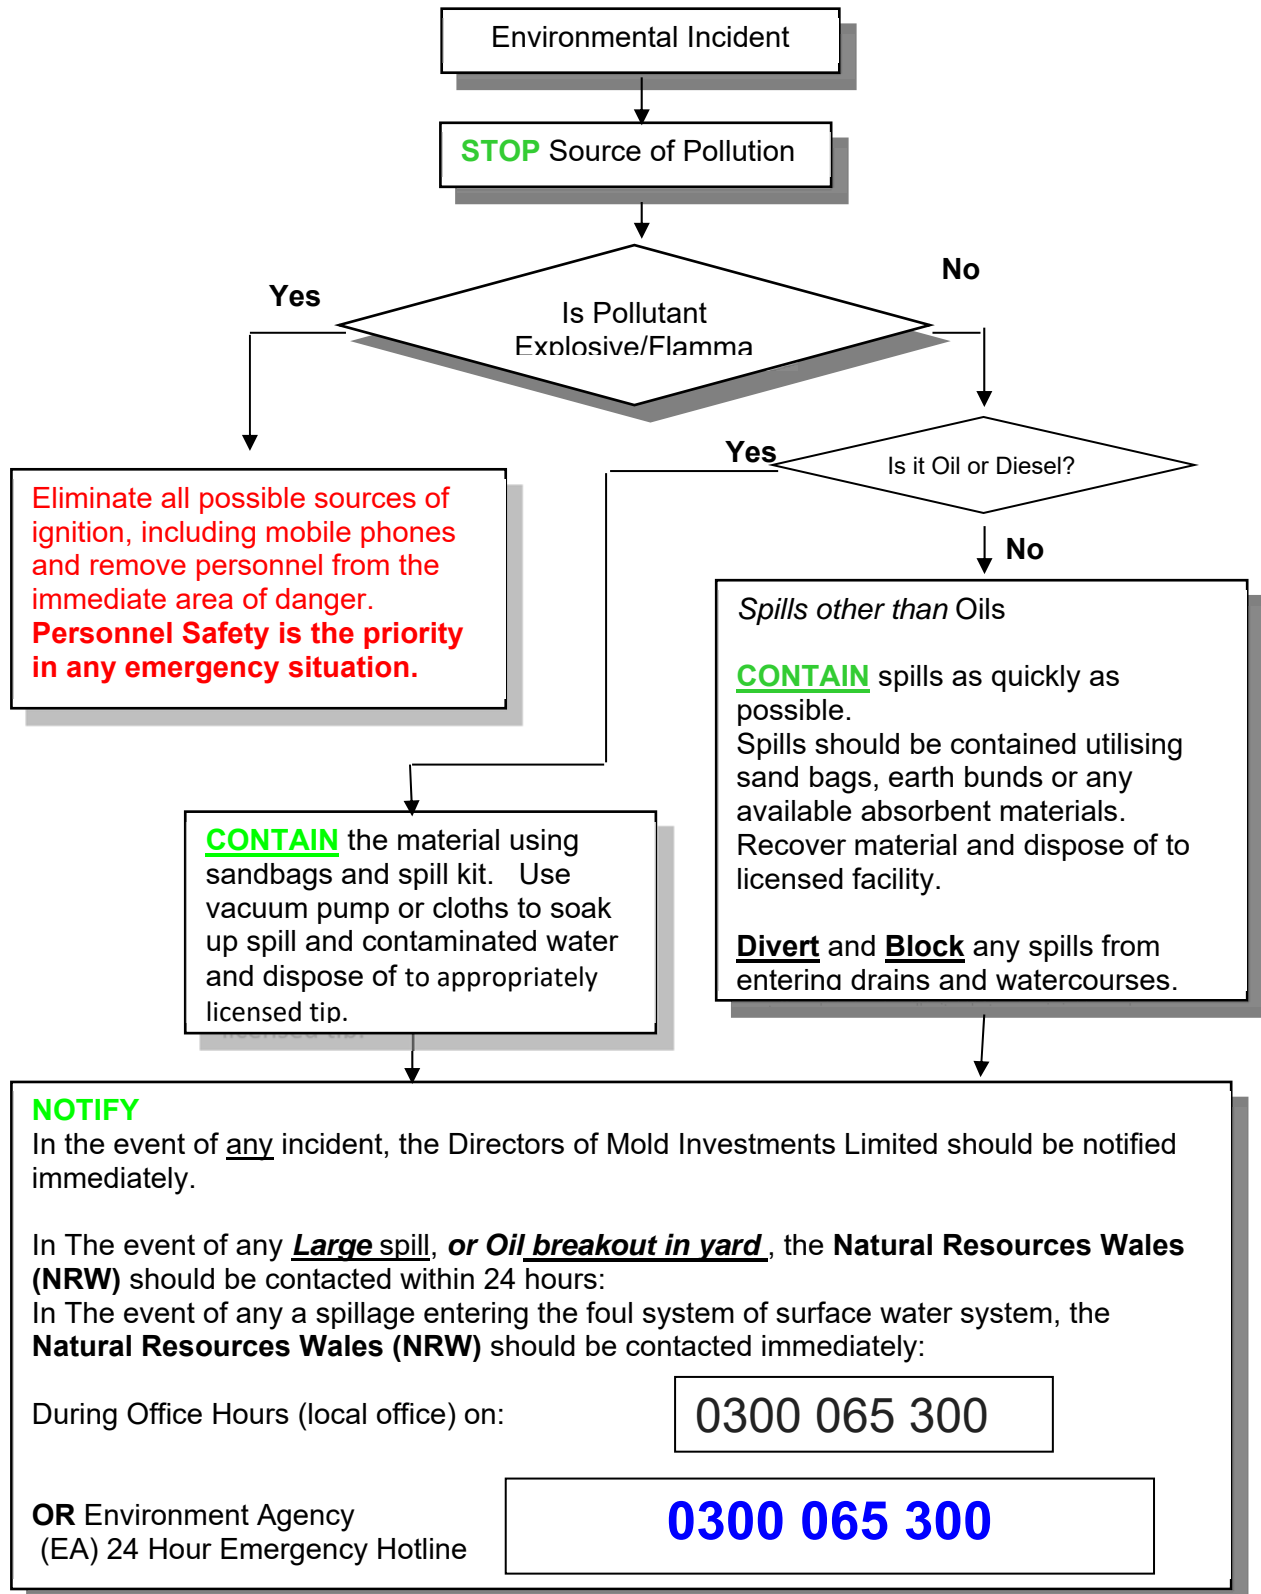 Environmental Incident
STOP Source of Pollution
Yes
No
Is Pollutant
Explosive/Flamma
Yes
Is it Oil or Diesel?
No
Eliminate all possible sources of
ignition, including mobile phones
and remove personnel from the
immediate area of danger.
Personnel Safety is the priority
in any emergency situation.
Spills other than Oils
CONTAIN spills as quickly as
possible.
Spills should be contained utilising
sand bags, earth bunds or any
available absorbent materials.
Recover material and dispose of to
licensed facility.
Divert and Block any spills from
entering drains and watercourses.
CONTAIN the material using
sandbags and spill kit. Use
vacuum pump or cloths to soak
up spill and contaminated water
and dispose of to appropriately
licensed tip.
NOTIFY
In the event of any incident, the Directors of Mold Investments Limited should be notified
immediately.
In The event of any Large spill, or Oil breakout in yard , the Natural Resources Wales
(NRW) should be contacted within 24 hours:
In The event of any a spillage entering the foul system of surface water system, the
Natural Resources Wales (NRW) should be contacted immediately:
During Office Hours (local office) on:
0300 065 300
OR Environment Agency
(EA) 24 Hour Emergency Hotline
0300 065 300